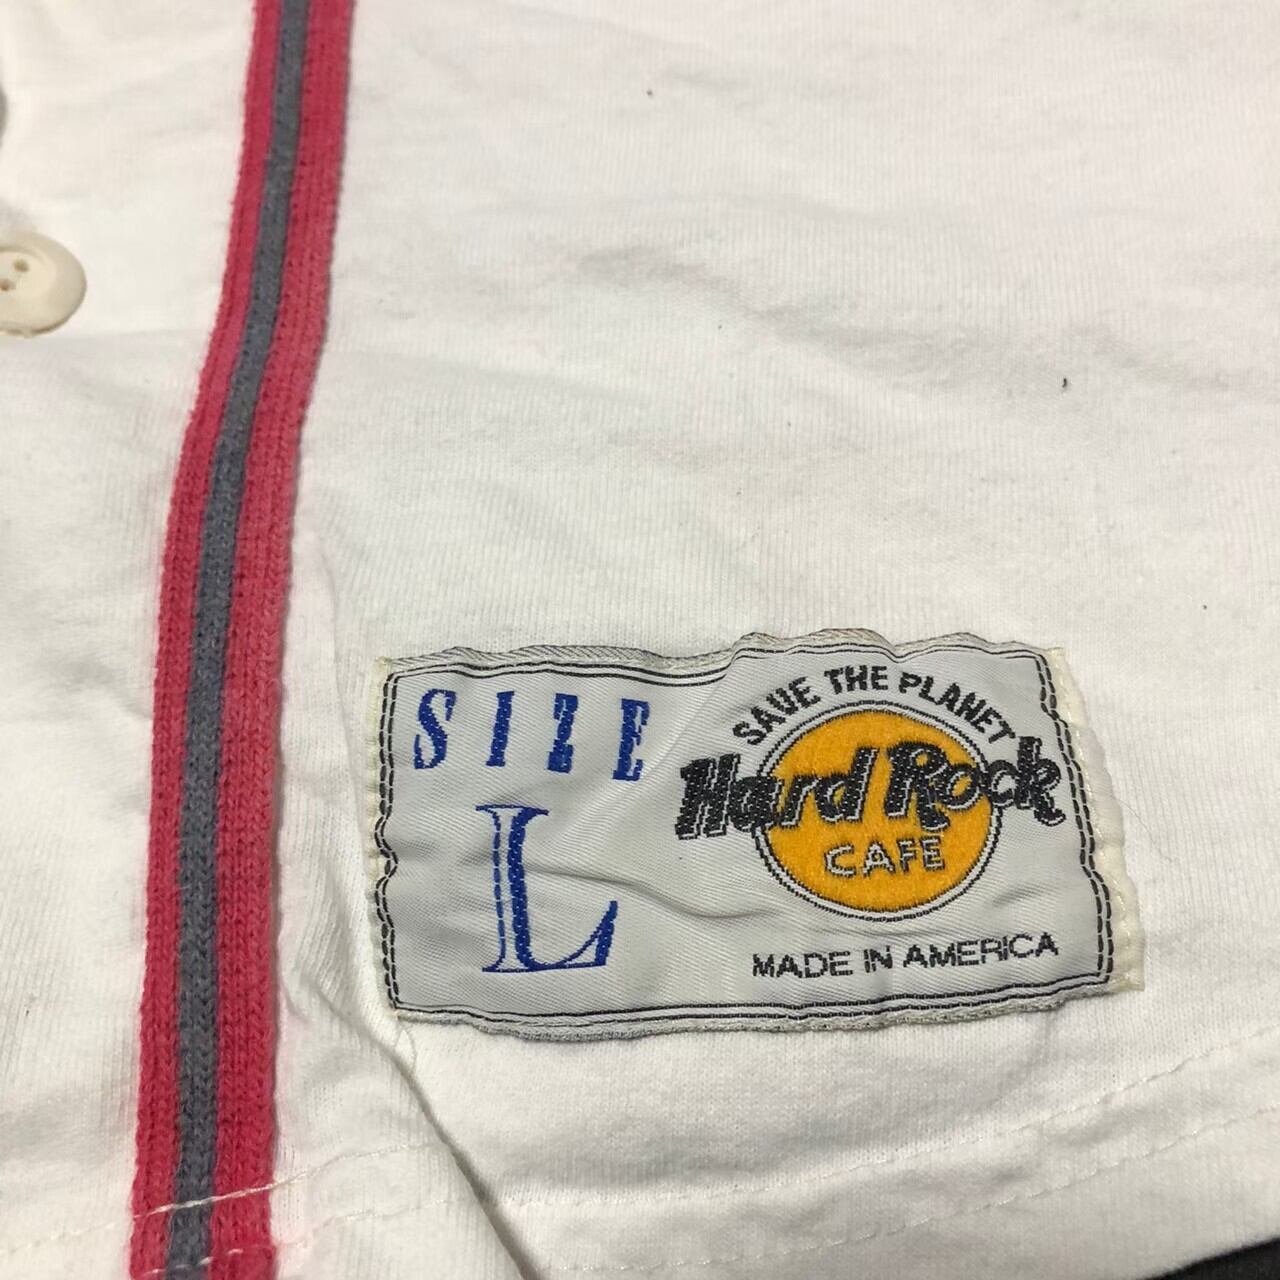 SIZE
L
SAVE THE PLANET
Hard Rock
CAFE
MADE IN AMERICA